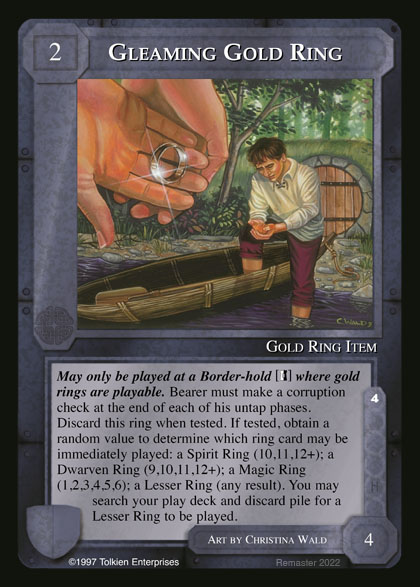 2
GLEAMING GOLD RING
C. WALD 97
GOLD RING ITEM
May only be played at a Border-hold [] where gold
rings are playable. Bearer must make a corruption
check at the end of each of his untap phases.
Discard this ring when tested. If tested, obtain a
random value to determine which ring card may be
immediately played: a Spirit Ring (10,11,12+); a
Dwarven Ring (9,10,11,12+); a Magic Ring
(1,2,3,4,5,6); a Lesser Ring (any result). You may
search your play deck and discard pile for a
Lesser Ring to be played.
4
H
ART BY CHRISTINA WALD
4
©1997 Tolkien Enterprises
Remaster 2022